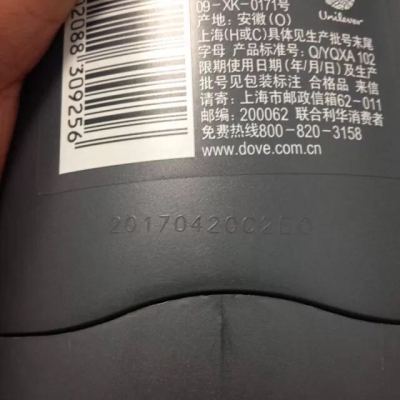 09-XK-0171号
产地:安徽(Q)
上海(H或C)具体见生产批号末尾
字母 产品标准号:Q/YQXA 102
限期使用日期(年/月/日)及生产
批号见包装标注 合格品 来信
请寄:上海市邮政信箱62-011
邮编:200062 联合利华消费者
免费热线800-820-3158
www.dove.com.cn
Unilever
02088 309256
20170420C2EQ